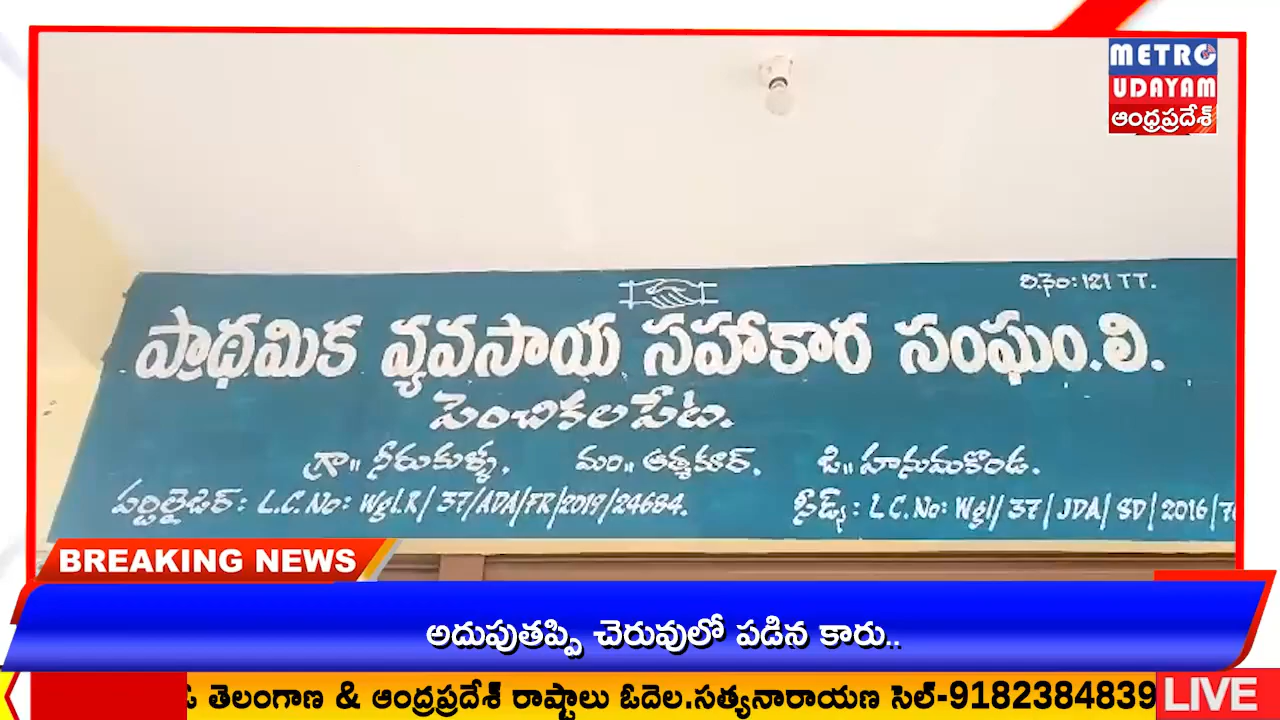 METRO
UDAYAM
ఆంధ్రప్రదేశ్
రి.నెం: 121 TT.
ప్రాథమిక వ్యవసాయ సహాకార సంఘం.లి.
పెంచికలపేట.
గ్రా॥ నీరుకుళ్ళ. మం॥ ఆత్మకూర్. జి॥ హనుమకొండ.
ఫర్టిలైజర్: L.C.No: Wgl.R/37/ADA/FR/2019/24684.
సీడ్స్: L C.No: Wgl/37/JDA/SD/2016/
BREAKING NEWS
అదుపుతప్పి చెరువులో పడిన కారు..
తెలంగాణ & ఆంధ్రప్రదేశ్ రాష్ట్రాలు ఓదెల.సత్యనారాయణ సెల్-9182384839
LIVE